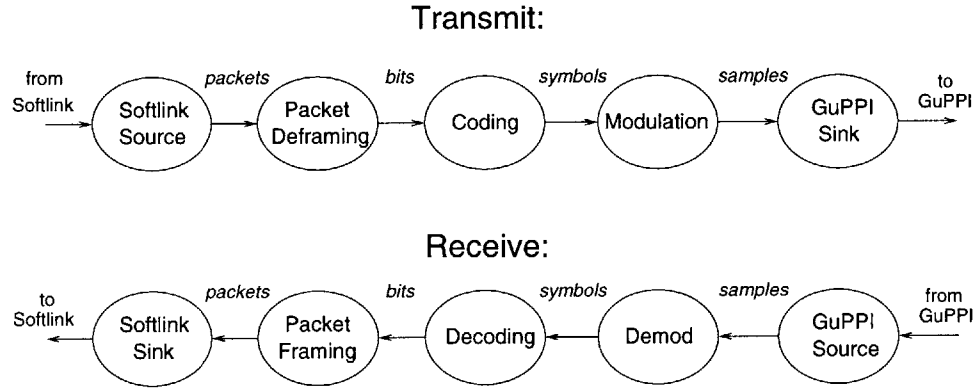 Transmit:
from
Softlink
packets
bits
symbols
samples
to
GuPPI
Softlink
Source
Packet
Deframing
Coding
Modulation
GuPPI
Sink
Receive:
to
Softlink
packets
bits
symbols
samples
from
GuPPI
Softlink
Sink
Packet
Framing
Decoding
Demod
GuPPI
Source